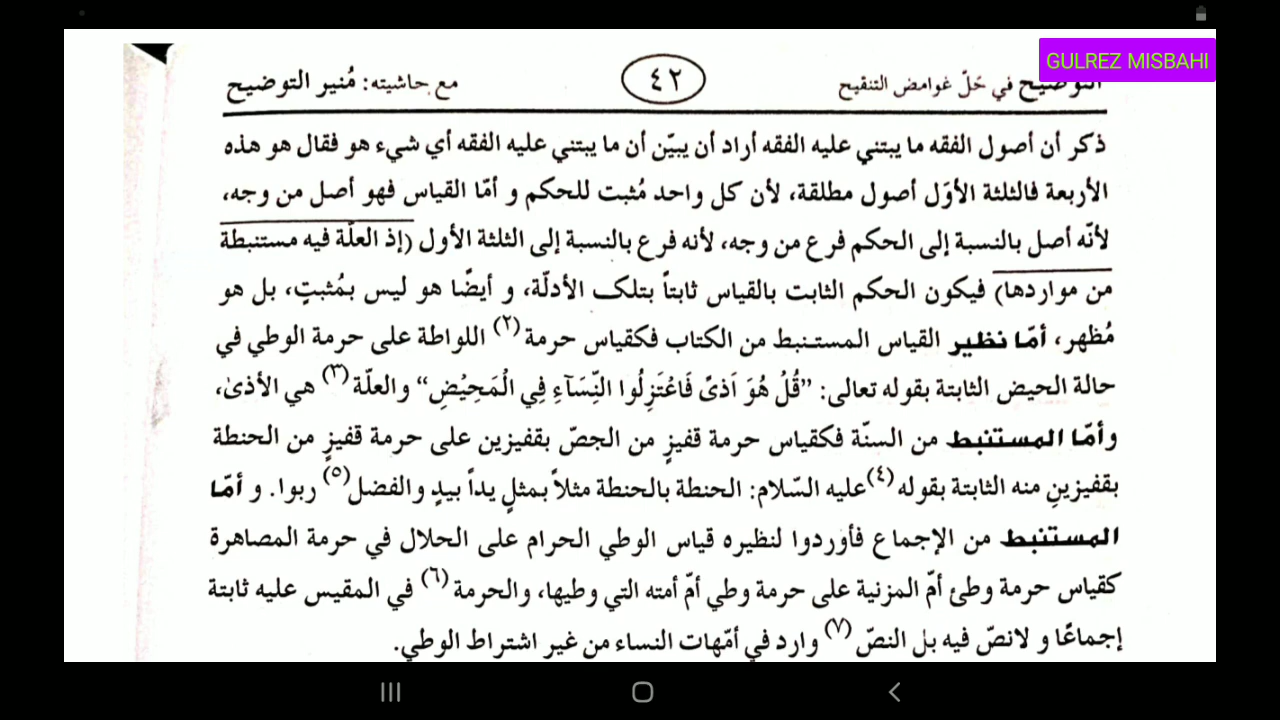 GULREZ MISBAHI
التوضيح في حَلّ غوامض التنقيح ٤٢ مع حاشيته: مُنير التوضيح
ذكر أن أصول الفقه ما يبتني عليه الفقه أراد أن يبيّن أن ما يبتني عليه الفقه أي شيء هو فقال هو هذه
الأربعة فالثلثة الأوَل أصول مطلقة، لأن كل واحد مُثبت للحكم و أمّا القياس فهو أصل من وجه،
لأنّه أصل بالنسبة إلى الحكم فرع من وجه، لأنه فرع بالنسبة إلى الثلثة الأول (إذ العلّة فيه مستنبطة
من مواردها) فيكون الحكم الثابت بالقياس ثابتاً بتلك الأدلّة، و أيضًا هو ليس بمُثبتٍ، بل هو
مُظهر، أمّا نظير القياس المستنبط من الكتاب فكقياس حرمة(٢) اللواطة على حرمة الوطي في
حالة الحيض الثابتة بقوله تعالى: ”قُلْ هُوَ اَذىً فَاعْتَزِلُوا النِّسَآءَ فِي الْمَحِيْضِ“ والعلّة(٣) هي الأذىٰ،
وأمّا المستنبط من السنّة فكقياس حرمة قفيزٍ من الجصّ بقفيزين على حرمة قفيزٍ من الحنطة
بقفيزينِ منه الثابتة بقوله(٤) عليه السّلام: الحنطة بالحنطة مثلاً بمثلٍ يداً بيدٍ والفضل(٥) ربوا. و أمّا
المستنبط من الإجماع فأوردوا لنظيره قياس الوطي الحرام على الحلال في حرمة المصاهرة
كقياس حرمة وطئ أمّ المزنية على حرمة وطي أمّ أمته التي وطيها، والحرمة(٦) في المقيس عليه ثابتة
إجماعًا و لانصّ فيه بل النصّ(٧) وارد في أمّهات النساء من غير اشتراط الوطي.